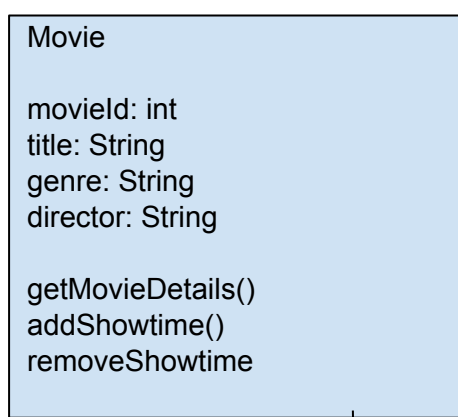 Movie
movieId: int
title: String
genre: String
director: String
getMovieDetails()
addShowtime()
removeShowtime